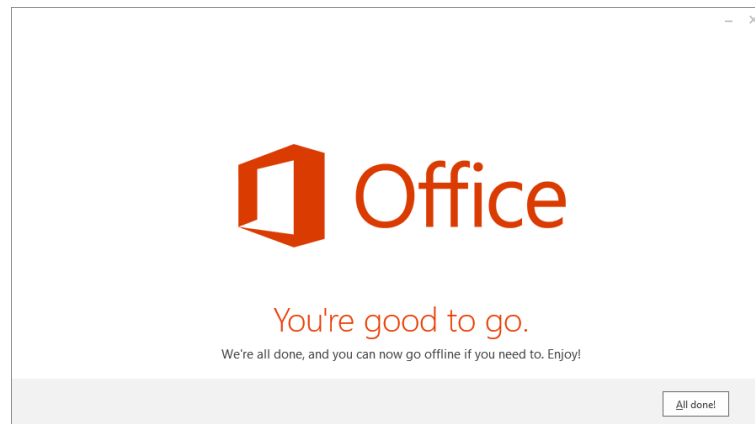 Office
You're good to go.
We're all done, and you can now go offline if you need to. Enjoy!
All done!